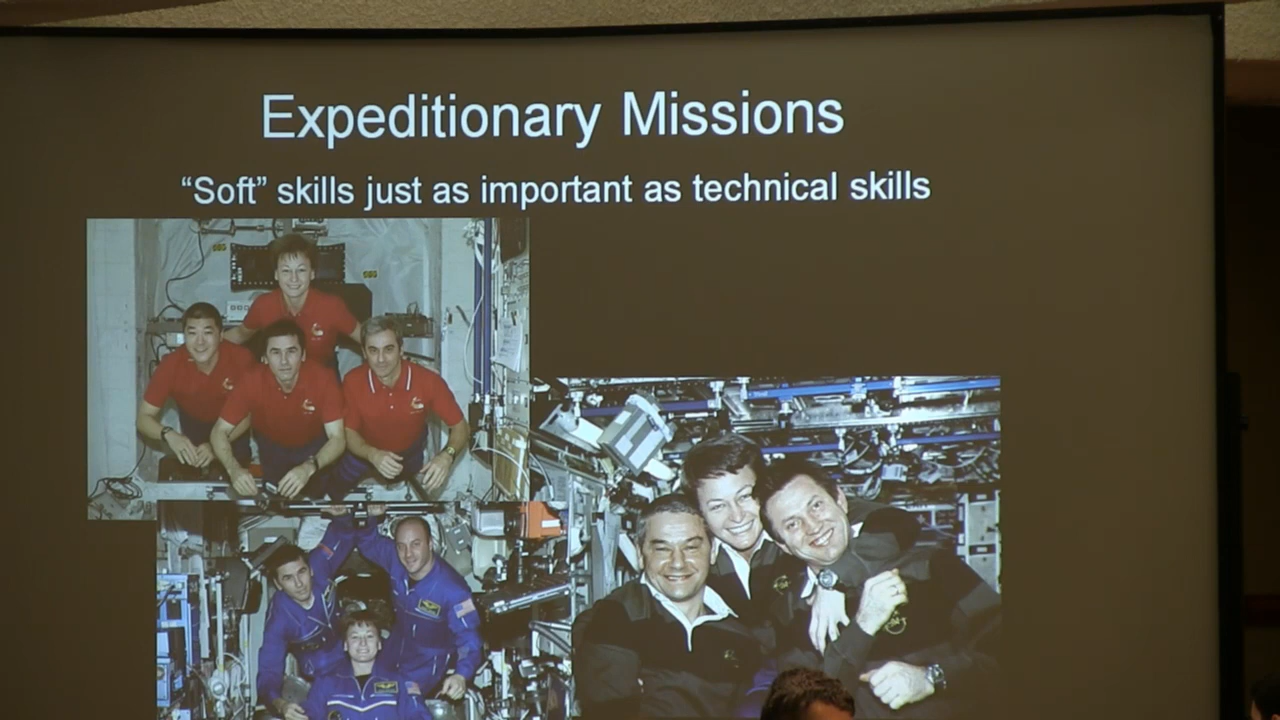 Expeditionary Missions
“Soft” skills just as important as technical skills